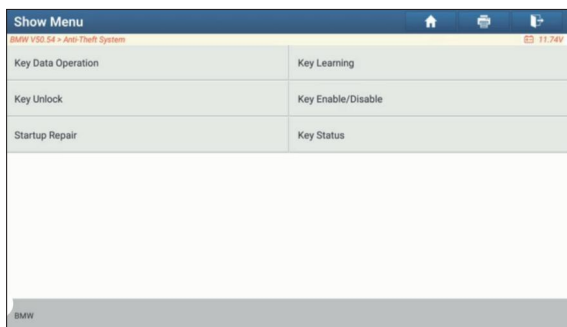 Show Menu
BMW V50.54 > Anti-Theft System
11.74V
Key Data Operation
Key Learning
Key Unlock
Key Enable/Disable
Startup Repair
Key Status
BMW